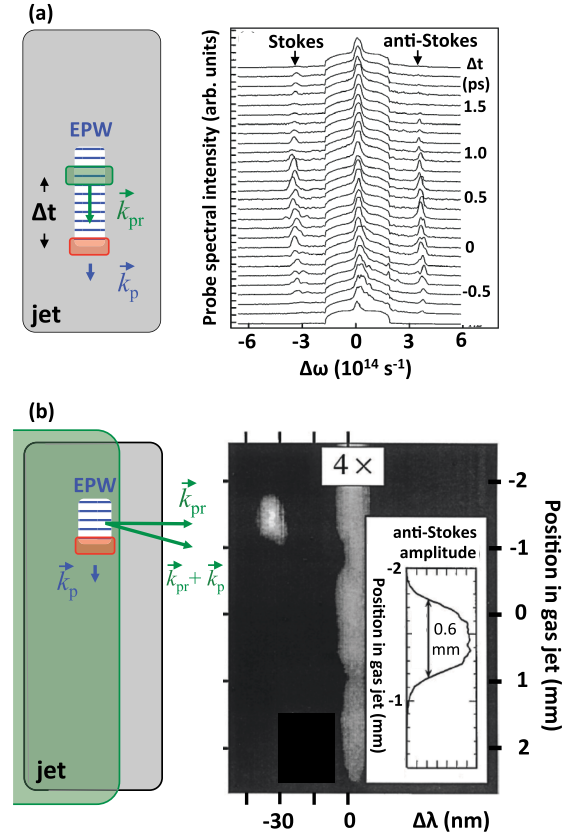 (a)
EPW
Δt
k⃗pr
k⃗p
jet
Stokes
anti-Stokes
Δt
(ps)
1.5
1.0
0.5
0
-0.5
Probe spectral intensity (arb. units)
-6
-3
0
3
6
Δω (10¹⁴ s⁻¹)
(b)
EPW
k⃗pr
k⃗p
k⃗pr + k⃗p
jet
4 ×
anti-Stokes
amplitude
-2
0.6
mm
-1
Position in gas jet (mm)
-2
-1
0
1
2
Position in gas jet (mm)
-30
0
Δλ (nm)